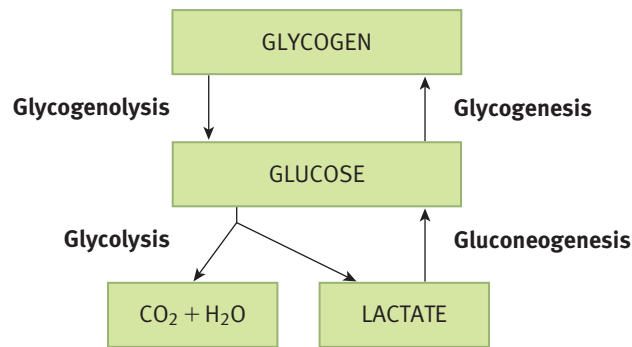 GLYCOGEN
Glycogenolysis
Glycogenesis
GLUCOSE
Glycolysis
Gluconeogenesis
CO₂ + H₂O
LACTATE